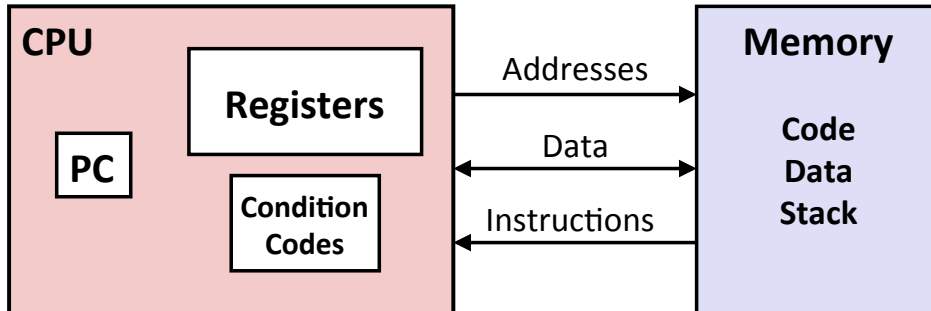 CPU
Registers
PC
Condition
Codes
Addresses
Data
Instructions
Memory
Code
Data
Stack